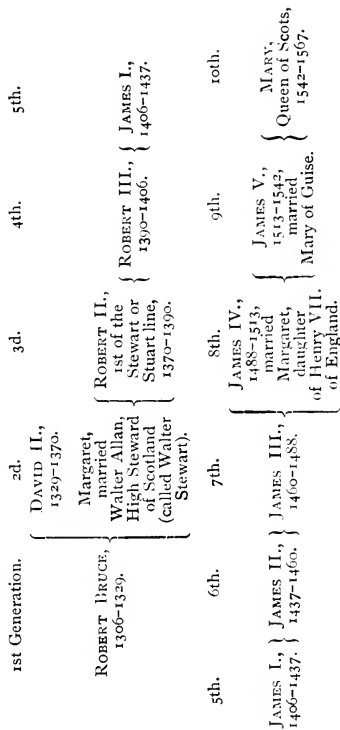 1st Generation.
ROBERT BRUCE,
1306-1329.
2d.
DAVID II.,
1329-1370.
Margaret,
married
Walter Allan,
High Steward
of Scotland
(called Walter
Stewart).
3d.
ROBERT II.,
1st of the
Stewart or
Stuart line,
1370-1390.
4th.
ROBERT III.,
1390-1406.
5th.
JAMES I.,
1406-1437.
5th.
JAMES I.,
1406-1437.
6th.
JAMES II.,
1437-1460.
7th.
JAMES III.,
1460-1488.
8th.
JAMES IV.,
1488-1513,
married
Margaret,
daughter
of Henry VII.
of England.
9th.
JAMES V.,
1513-1542,
married
Mary of Guise.
10th.
MARY,
Queen of Scots,
1542-1567.